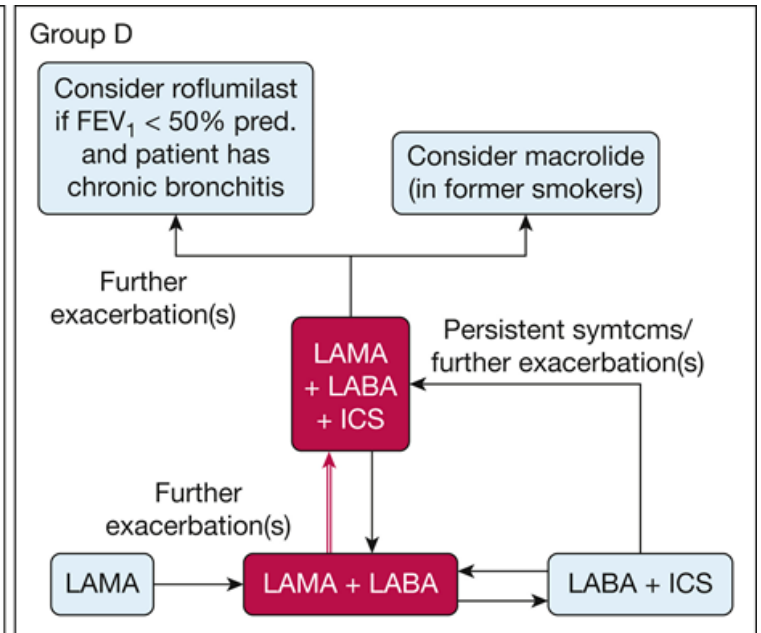 Group D
Consider roflumilast
if FEV₁ < 50% pred.
and patient has
chronic bronchitis
Consider macrolide
(in former smokers)
Further
exacerbation(s)
Persistent symtcms/
further exacerbation(s)
LAMA
+ LABA
+ ICS
Further
exacerbation(s)
LAMA
LAMA + LABA
LABA + ICS